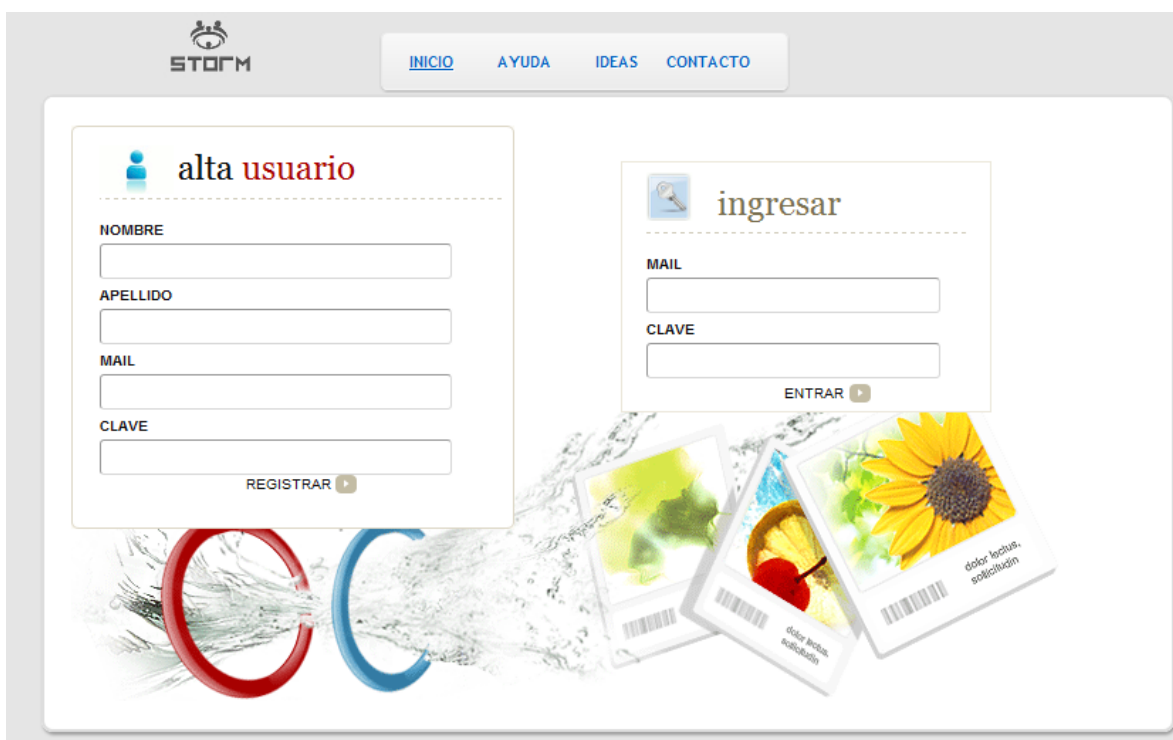 STORM
INICIO AYUDA IDEAS CONTACTO
alta usuario
NOMBRE
APELLIDO
MAIL
CLAVE
REGISTRAR
ingresar
MAIL
CLAVE
ENTRAR
dolor lectus,
sollicitudin
dolor lectus,
sollicitudin